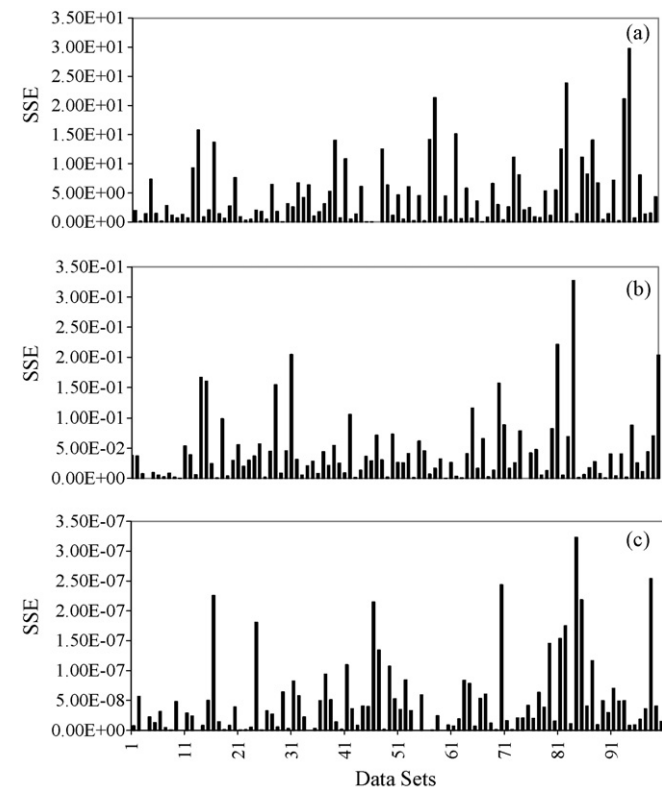 3.50E+01
(a)
3.00E+01
2.50E+01
2.00E+01
SSE
1.50E+01
1.00E+01
5.00E+00
0.00E+00
3.50E-01
(b)
3.00E-01
2.50E-01
2.00E-01
SSE
1.50E-01
1.00E-01
5.00E-02
0.00E+00
3.50E-07
(c)
3.00E-07
2.50E-07
2.00E-07
SSE
1.50E-07
1.00E-07
5.00E-08
0.00E+00
1 11 21 31 41 51 61 71 81 91
Data Sets